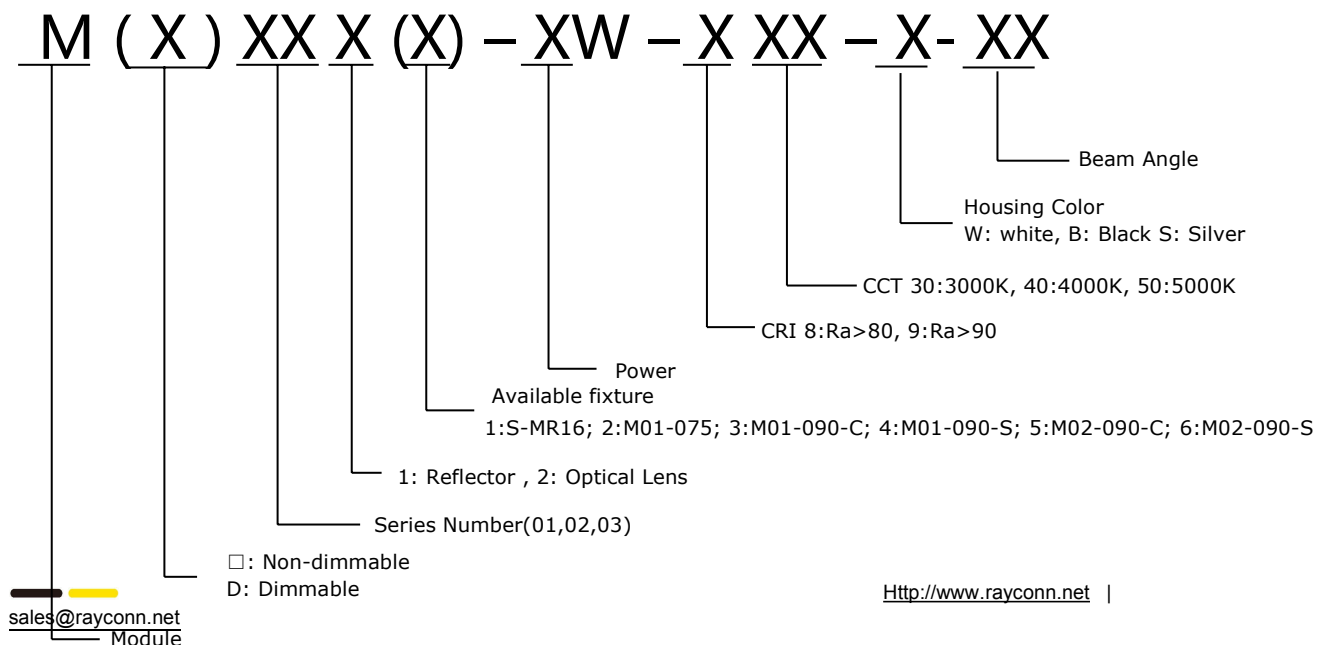 M ( X ) XX X (X) – XW – X XX – X- XX
Beam Angle
Housing Color
W: white, B: Black S: Silver
CCT 30:3000K, 40:4000K, 50:5000K
CRI 8:Ra>80, 9:Ra>90
Power
Available fixture
1:S-MR16; 2:M01-075; 3:M01-090-C; 4:M01-090-S; 5:M02-090-C; 6:M02-090-S
1: Reflector , 2: Optical Lens
Series Number(01,02,03)
□: Non-dimmable
D: Dimmable
Http://www.rayconn.net |
sales@rayconn.net
Module